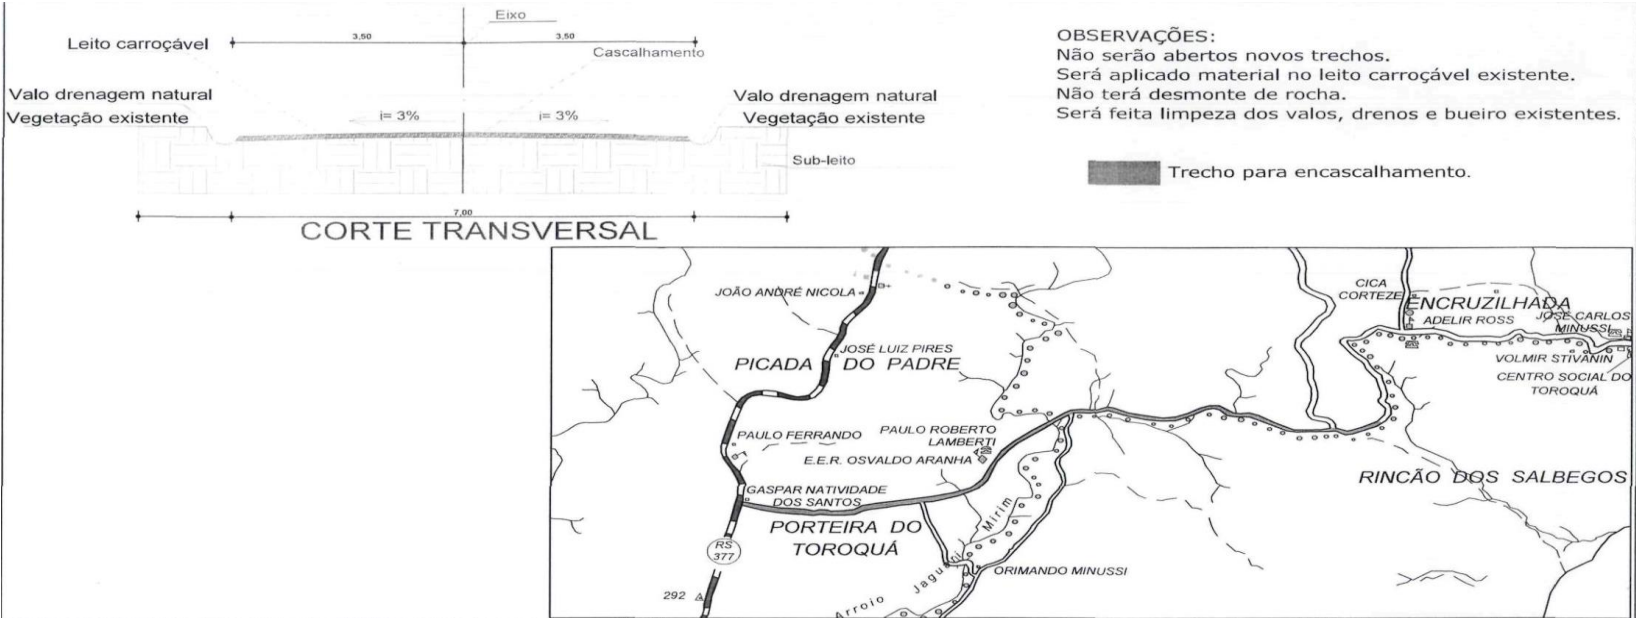 Eixo
3,50
3,50
Leito carroçável
Cascalhamento
Valo drenagem natural
Vegetação existente
i= 3%
i= 3%
Valo drenagem natural
Vegetação existente
Sub-leito
7,00
CORTE TRANSVERSAL
OBSERVAÇÕES:
Não serão abertos novos trechos.
Será aplicado material no leito carroçável existente.
Não terá desmonte de rocha.
Será feita limpeza dos valos, drenos e bueiro existentes.
Trecho para encascalhamento.
JOÃO ANDRÉ NICOLA
JOSÉ LUIZ PIRES
PICADA DO PADRE
CICA
CORTEZE
ENCRUZILHADA
ADELIR ROSS
JOSÉ CARLOS
MINUSSI
VOLMIR STIVANIN
CENTRO SOCIAL DO
TOROQUÁ
PAULO FERRANDO
PAULO ROBERTO
LAMBERTI
E.E.R. OSVALDO ARANHA
RINCÃO DOS SALBEGOS
GASPAR NATIVIDADE
DOS SANTOS
PORTEIRA DO
TOROQUÁ
RS
377
292
ORIMANDO MINUSSI
Arroio Jaguari Mirim